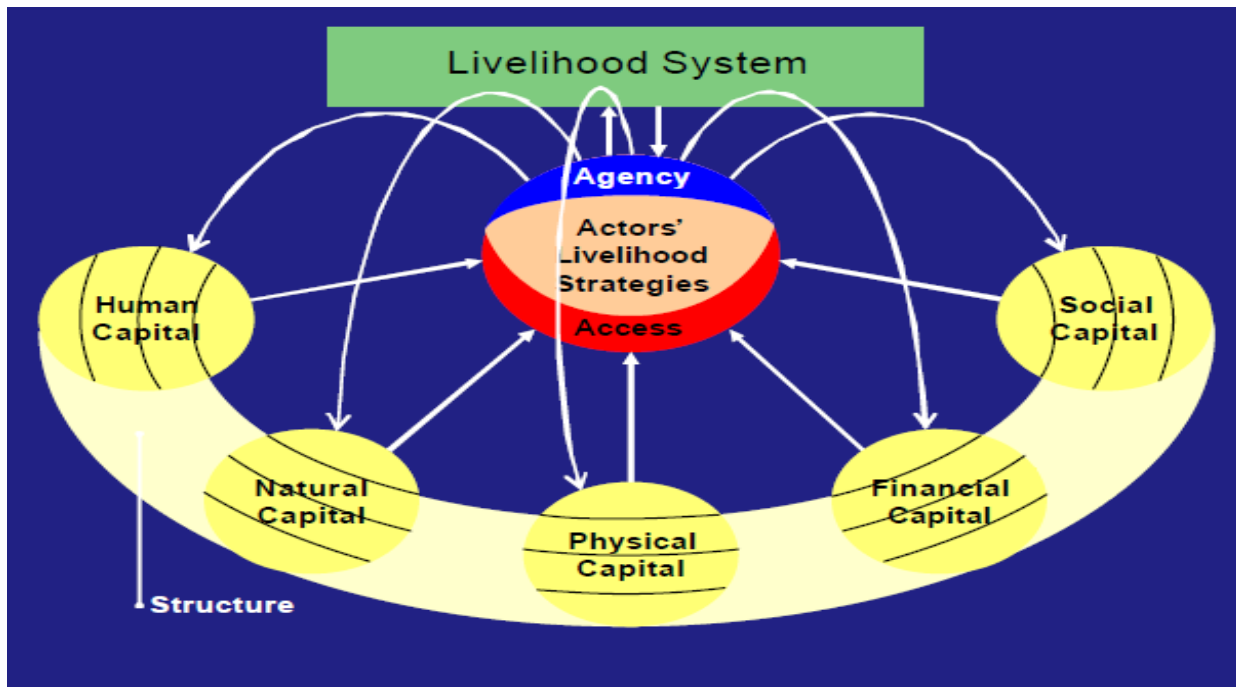 Livelihood System
Agency
Actors'
Livelihood
Strategies
Access
Human
Capital
Natural
Capital
Physical
Capital
Financial
Capital
Social
Capital
Structure